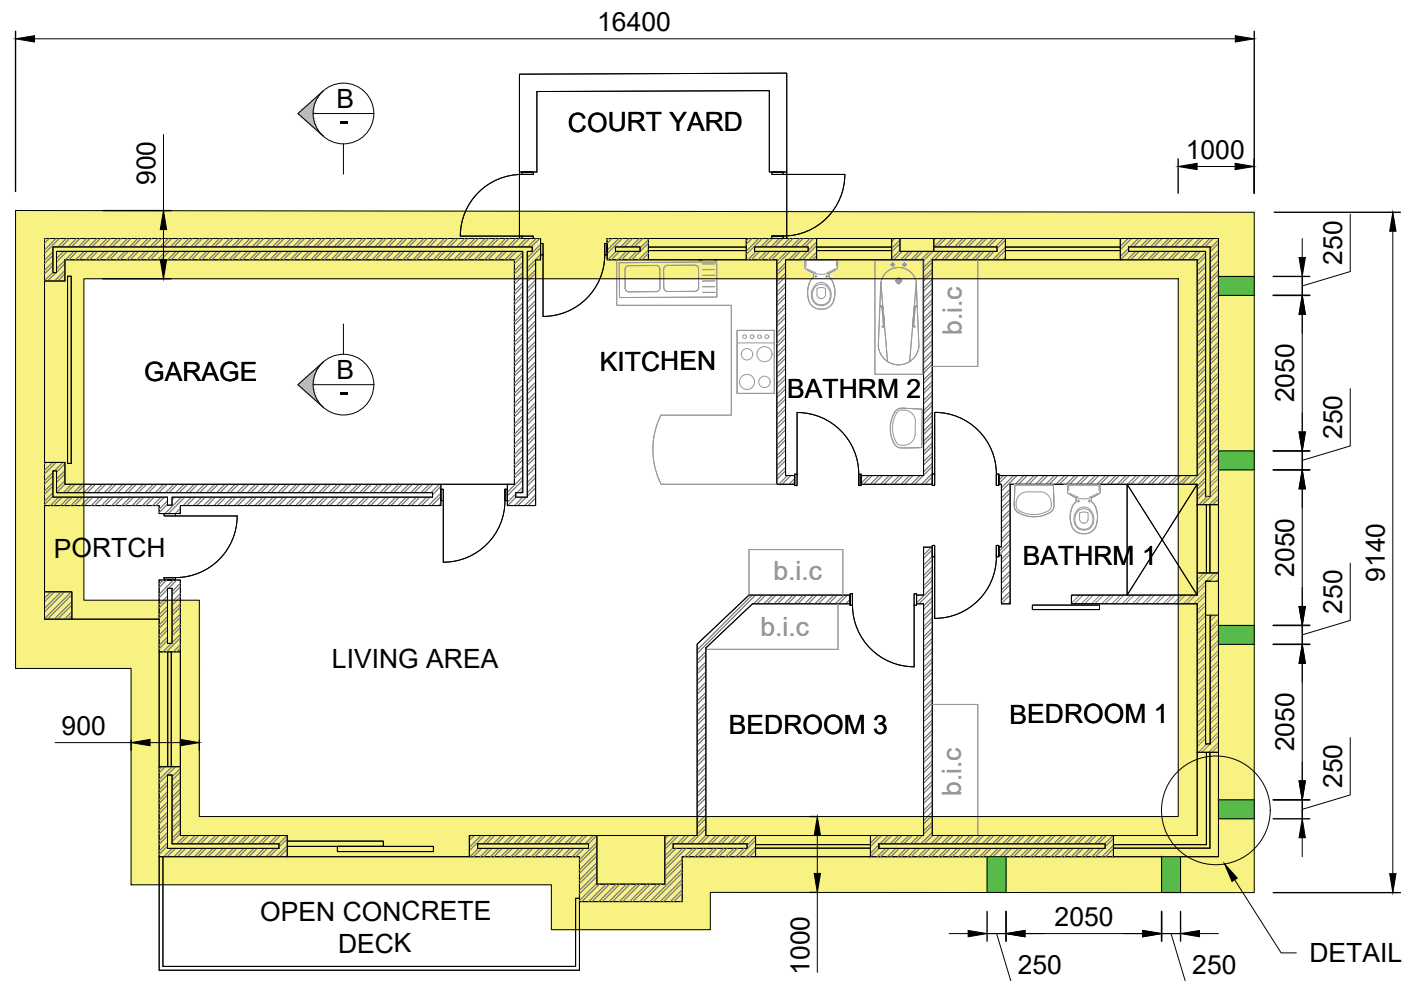 16400
B
-
COURT YARD
900
1000
250
GARAGE
B
-
KITCHEN
b.i.c
BATHRM 2
2050
250
PORTCH
BATHRM 1
b.i.c
2050
9140
250
b.i.c
LIVING AREA
BEDROOM 3
BEDROOM 1
b.i.c
2050
900
250
OPEN CONCRETE
DECK
1000
2050
250
250
DETAIL